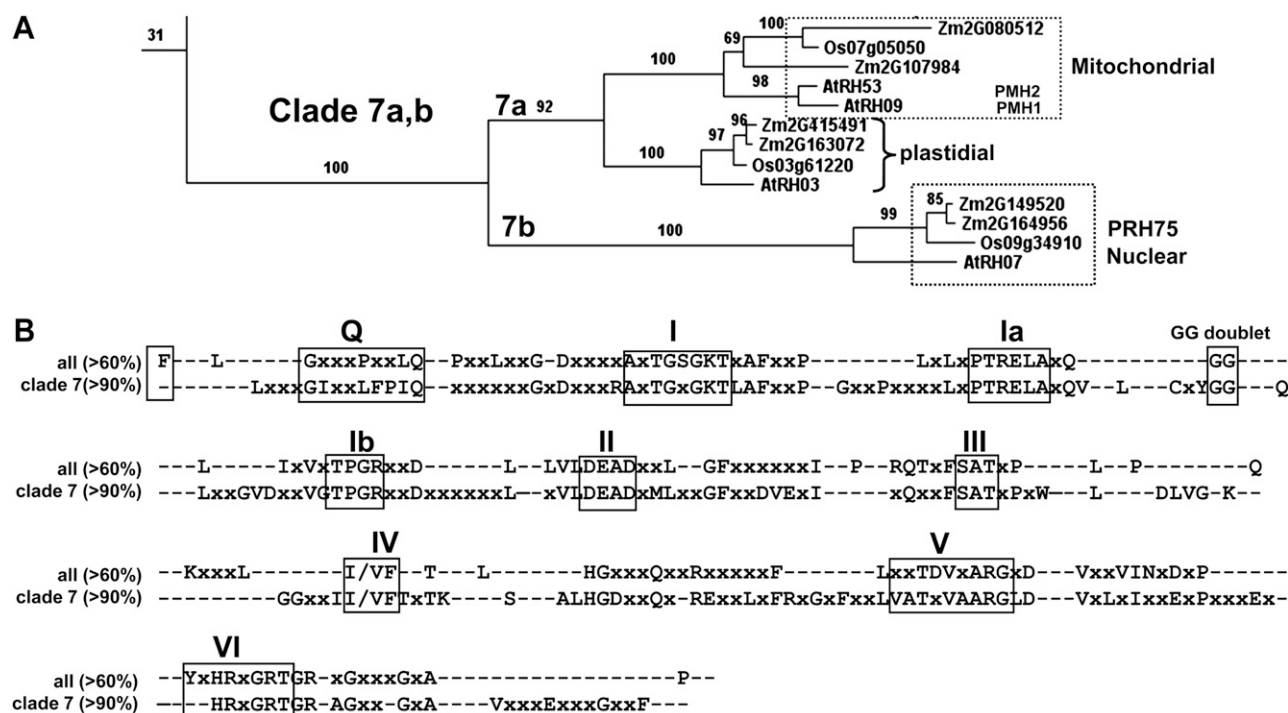 A
31
Clade 7a,b
100
7a
92
100
69
100
Zm2G080512
Os07g05050
Zm2G107984
98
AtRH53
PMH2
AtRH09
PMH1
Mitochondrial
100
97
96
Zm2G415491
Zm2G163072
Os03g61220
AtRH03
plastidial
7b
100
99
85
Zm2G149520
Zm2G164956
Os09g34910
AtRH07
PRH75
Nuclear
B
Q I Ia GG doublet
all (>60%) F---L------GxxxPxxLQ--PxxLxxG-DxxxxAxTGSGKTxAFxxP--------LxLxPTRELAxQ----------GG----
clade 7 (>90%) -------LxxxGIxxLFPIQ--xxxxxxGxDxxxRAxTGxGKTLAFxxP--GxxPxxxxLxPTRELAxQV--L---CxYGG---Q
Ib II III
all (>60%) ---L-----IxVxTPGRxxD------L--LVLDEADxxL--GFxxxxxxI--P--RQTxFSATxP-----L--P--------Q
clade 7 (>90%) ---LxxGVDxxVGTPGRxxDxxxxxxL—-xVLDEADxMLxxGFxxDVExI-----xQxxFSATxPxW—--L----DLVG-K--
IV V
all (>60%) --KxxxL-------I/VF--T---L-------HGxxxQxxRxxxxxF-------LxxTDVxARGxD---VxxVINxDxP-----
clade 7 (>90%) ---------GGxxII/VFTxTK----S---ALHGDxxQx-RExxLxFRxGxFxxLVATxVAARGLD---VxLxIxxExPxxxEx-
VI
all (>60%) --YxHRxGRTGR-xGxxxGxA------------------P--
clade 7 (>90%) —---HRxGRTGR-AGxx-GxA----VxxxExxxGxxF---